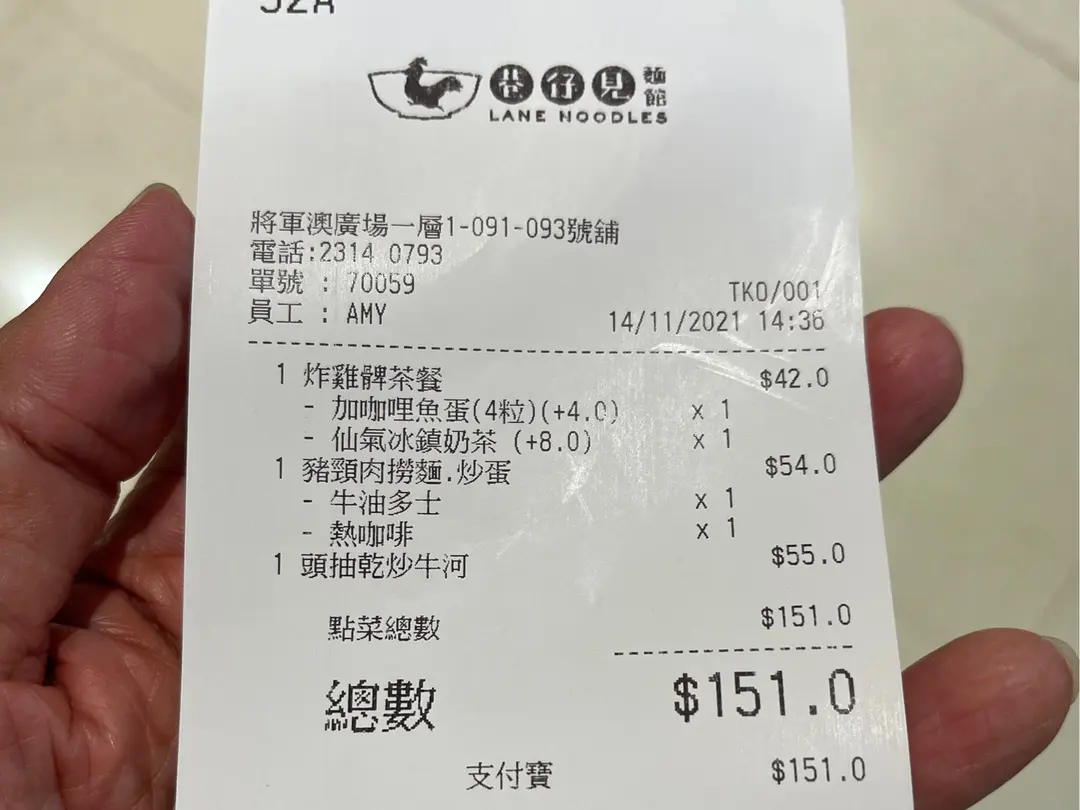 52A
巷仔見 麵館
LANE NOODLES
將軍澳廣場一層1-091-093號舖
電話:2314 0793
單號 : 70059 TKO/001
員工 : AMY 14/11/2021 14:36
1 炸雞髀茶餐 $42.0
- 加咖哩魚蛋(4粒)(+4.0) x 1
- 仙氣冰鎮奶茶 (+8.0) x 1
1 豬頸肉撈麵.炒蛋 $54.0
- 牛油多士 x 1
- 熱咖啡 x 1
1 頭抽乾炒牛河 $55.0
點菜總數 $151.0
總數 $151.0
支付寶 $151.0